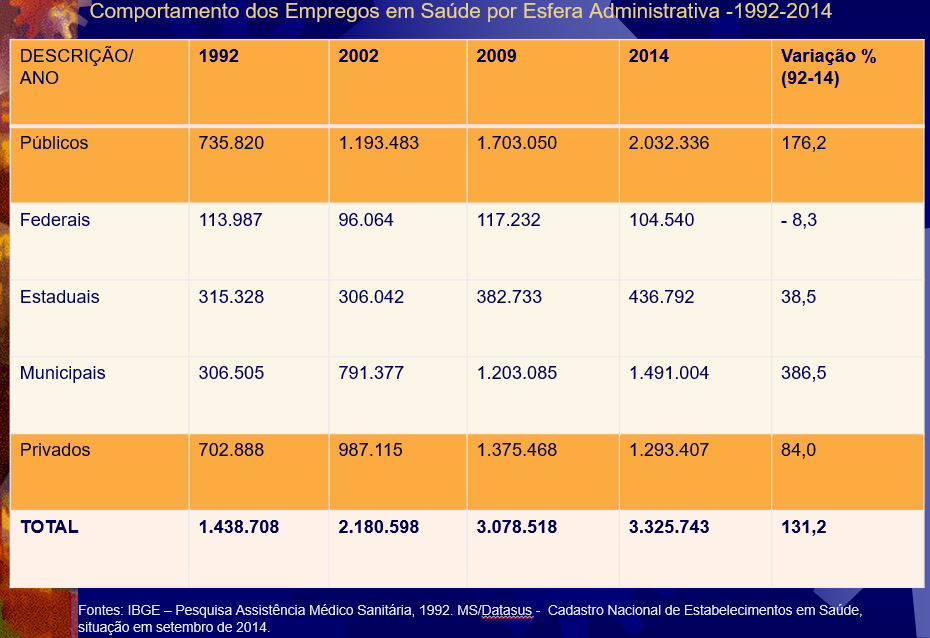 Comportamento dos Empregos em Saúde por Esfera Administrativa -1992-2014
DESCRIÇÃO/ ANO 1992 2002 2009 2014 Variação % (92-14)
Públicos 735.820 1.193.483 1.703.050 2.032.336 176,2
Federais 113.987 96.064 117.232 104.540 - 8,3
Estaduais 315.328 306.042 382.733 436.792 38,5
Municipais 306.505 791.377 1.203.085 1.491.004 386,5
Privados 702.888 987.115 1.375.468 1.293.407 84,0
TOTAL 1.438.708 2.180.598 3.078.518 3.325.743 131,2
Fontes: IBGE – Pesquisa Assistência Médico Sanitária, 1992. MS/Datasus - Cadastro Nacional de Estabelecimentos em Saúde,
situação em setembro de 2014.